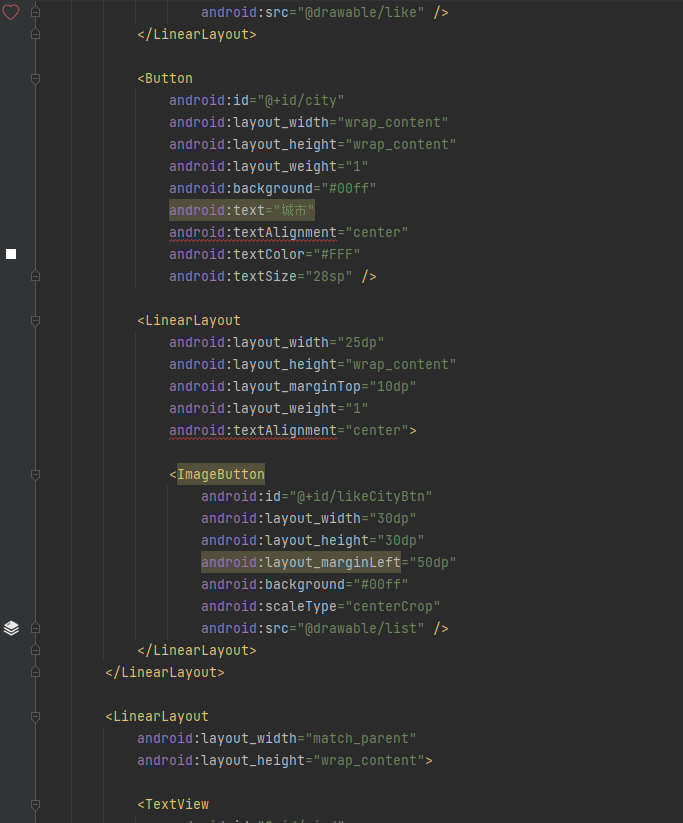 android:src="@drawable/like" />
</LinearLayout>
<Button
android:id="@+id/city"
android:layout_width="wrap_content"
android:layout_height="wrap_content"
android:layout_weight="1"
android:background="#00ff"
android:text="城市"
android:textAlignment="center"
android:textColor="#FFF"
android:textSize="28sp" />
<LinearLayout
android:layout_width="25dp"
android:layout_height="wrap_content"
android:layout_marginTop="10dp"
android:layout_weight="1"
android:textAlignment="center">
<ImageButton
android:id="@+id/likeCityBtn"
android:layout_width="30dp"
android:layout_height="30dp"
android:layout_marginLeft="50dp"
android:background="#00ff"
android:scaleType="centerCrop"
android:src="@drawable/list" />
</LinearLayout>
</LinearLayout>
<LinearLayout
android:layout_width="match_parent"
android:layout_height="wrap_content">
<TextView